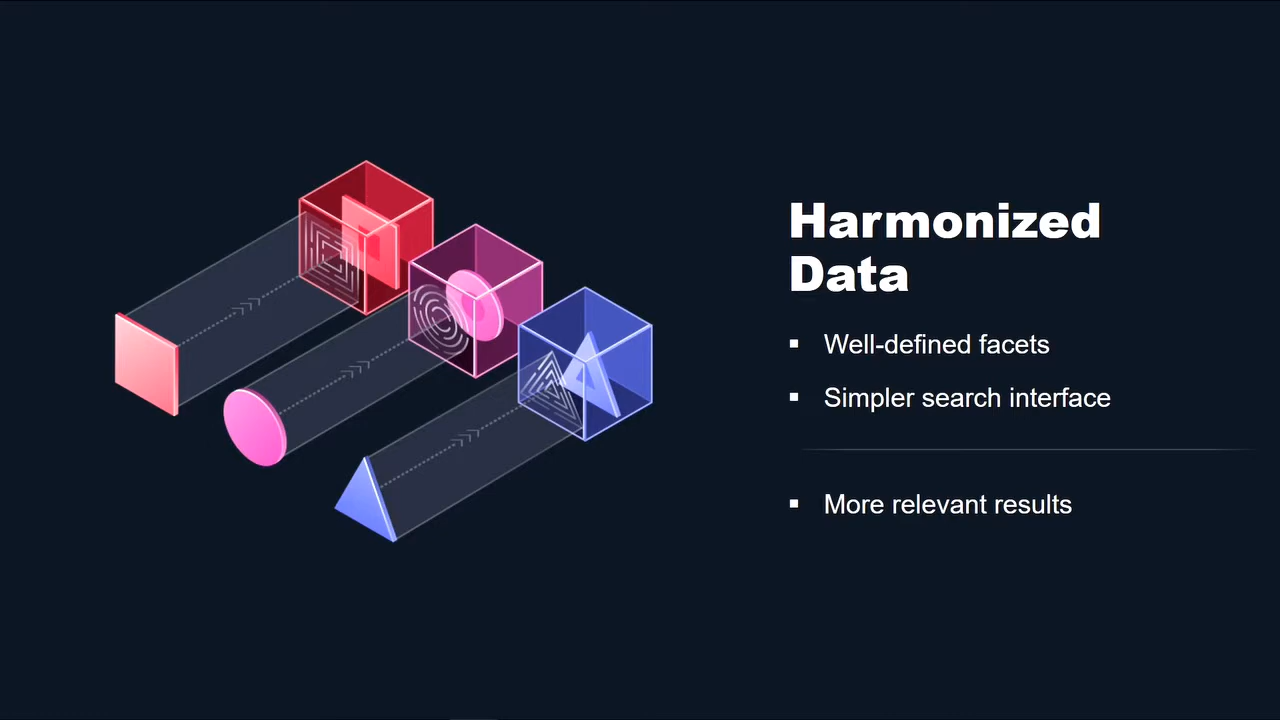 Harmonized
Data
▪ Well-defined facets
▪ Simpler search interface
▪ More relevant results